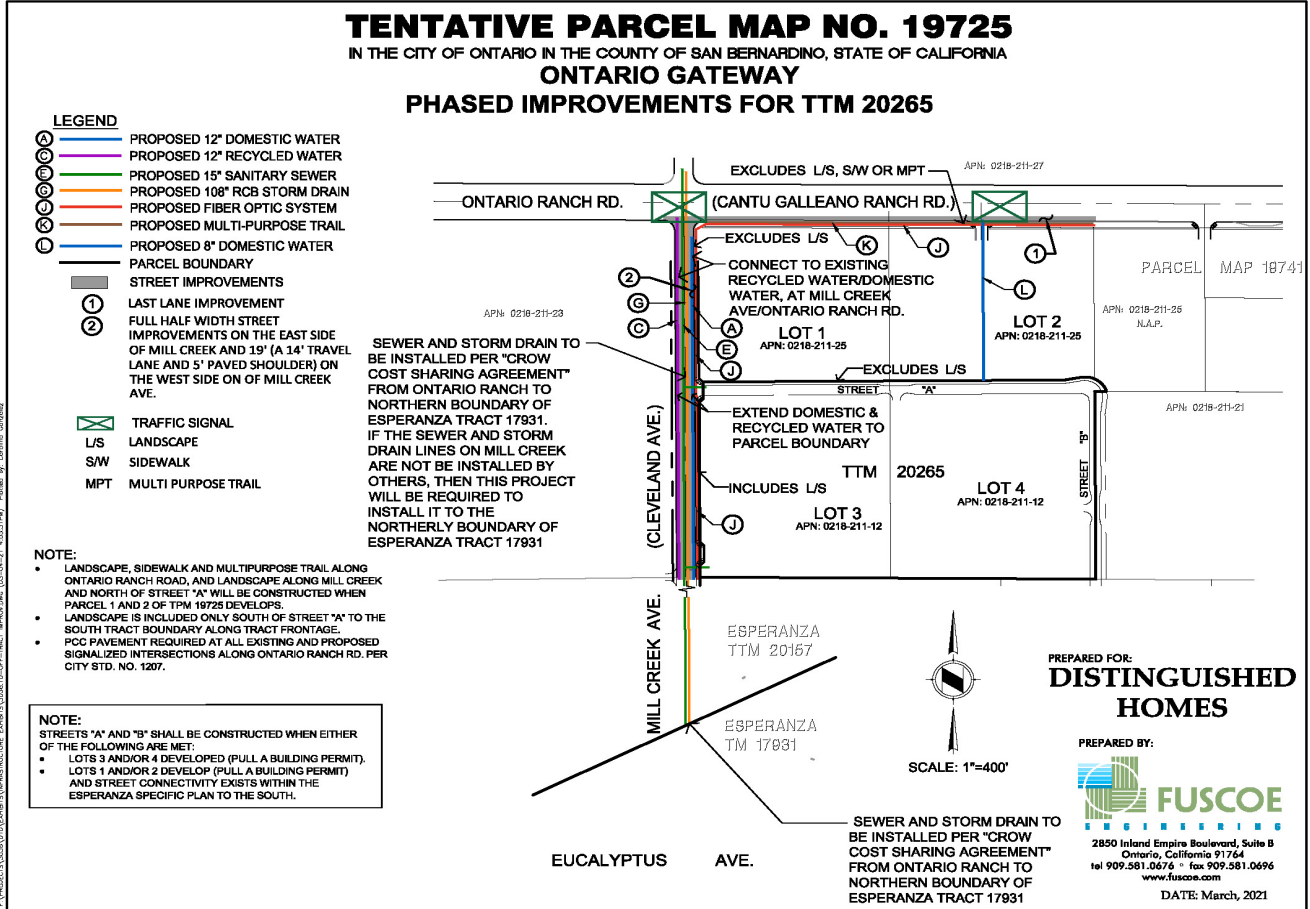 TENTATIVE PARCEL MAP NO. 19725
IN THE CITY OF ONTARIO IN THE COUNTY OF SAN BERNARDINO, STATE OF CALIFORNIA
ONTARIO GATEWAY
PHASED IMPROVEMENTS FOR TTM 20265
LEGEND
A PROPOSED 12" DOMESTIC WATER
C PROPOSED 12" RECYCLED WATER
E PROPOSED 15" SANITARY SEWER
G PROPOSED 108" RCB STORM DRAIN
J PROPOSED FIBER OPTIC SYSTEM
K PROPOSED MULTI-PURPOSE TRAIL
L PROPOSED 8" DOMESTIC WATER
PARCEL BOUNDARY
STREET IMPROVEMENTS
1 LAST LANE IMPROVEMENT
2 FULL HALF WIDTH STREET
IMPROVEMENTS ON THE EAST SIDE
OF MILL CREEK AND 19' (A 14' TRAVEL
LANE AND 5' PAVED SHOULDER) ON
THE WEST SIDE ON OF MILL CREEK
AVE.
TRAFFIC SIGNAL
L/S LANDSCAPE
S/W SIDEWALK
MPT MULTI PURPOSE TRAIL
NOTE:
• LANDSCAPE, SIDEWALK AND MULTIPURPOSE TRAIL ALONG
ONTARIO RANCH ROAD, AND LANDSCAPE ALONG MILL CREEK
AND NORTH OF STREET "A" WILL BE CONSTRUCTED WHEN
PARCEL 1 AND 2 OF TPM 19725 DEVELOPS.
• LANDSCAPE IS INCLUDED ONLY SOUTH OF STREET "A" TO THE
SOUTH TRACT BOUNDARY ALONG TRACT FRONTAGE.
• PCC PAVEMENT REQUIRED AT ALL EXISTING AND PROPOSED
SIGNALIZED INTERSECTIONS ALONG ONTARIO RANCH RD. PER
CITY STD. NO. 1207.
NOTE:
STREETS "A" AND "B" SHALL BE CONSTRUCTED WHEN EITHER
OF THE FOLLOWING ARE MET:
• LOTS 3 AND/OR 4 DEVELOPED (PULL A BUILDING PERMIT).
• LOTS 1 AND/OR 2 DEVELOP (PULL A BUILDING PERMIT)
AND STREET CONNECTIVITY EXISTS WITHIN THE
ESPERANZA SPECIFIC PLAN TO THE SOUTH.
EXCLUDES L/S, S/W OR MPT
APN: 0218-211-27
ONTARIO RANCH RD.
(CANTU GALLEANO RANCH RD.)
EXCLUDES L/S
K
J
1
CONNECT TO EXISTING
RECYCLED WATER/DOMESTIC
WATER, AT MILL CREEK
AVE/ONTARIO RANCH RD.
2
G
C
A
E
J
L
PARCEL MAP 19741
APN: 0218-211-23
APN: 0218-211-25
N.A.P.
LOT 1
APN: 0218-211-25
LOT 2
APN: 0218-211-25
SEWER AND STORM DRAIN TO
BE INSTALLED PER "CROW
COST SHARING AGREEMENT"
FROM ONTARIO RANCH TO
NORTHERN BOUNDARY OF
ESPERANZA TRACT 17931.
IF THE SEWER AND STORM
DRAIN LINES ON MILL CREEK
ARE NOT BE INSTALLED BY
OTHERS, THEN THIS PROJECT
WILL BE REQUIRED TO
INSTALL IT TO THE
NORTHERLY BOUNDARY OF
ESPERANZA TRACT 17931
EXCLUDES L/S
STREET "A"
APN: 0218-211-21
EXTEND DOMESTIC &
RECYCLED WATER TO
PARCEL BOUNDARY
TTM 20265
STREET "B"
INCLUDES L/S
LOT 3
APN: 0218-211-12
LOT 4
APN: 0218-211-12
J
(CLEVELAND AVE.)
MILL CREEK AVE.
ESPERANZA
TTM 20157
ESPERANZA
TM 17931
SCALE: 1"=400'
EUCALYPTUS AVE.
SEWER AND STORM DRAIN TO
BE INSTALLED PER "CROW
COST SHARING AGREEMENT"
FROM ONTARIO RANCH TO
NORTHERN BOUNDARY OF
ESPERANZA TRACT 17931
PREPARED FOR:
DISTINGUISHED
HOMES
PREPARED BY:
FUSCOE
ENGINEERING
2850 Inland Empire Boulevard, Suite B
Ontario, California 91764
tel 909.581.0676 ° fax 909.581.0696
www.fuscoe.com
DATE: March, 2021